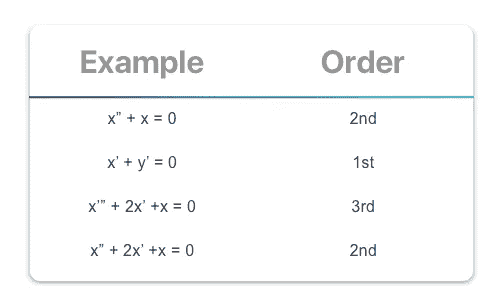 Example Order
x” + x = 0 2nd
x’ + y’ = 0 1st
x’” + 2x’ +x = 0 3rd
x” + 2x’ +x = 0 2nd